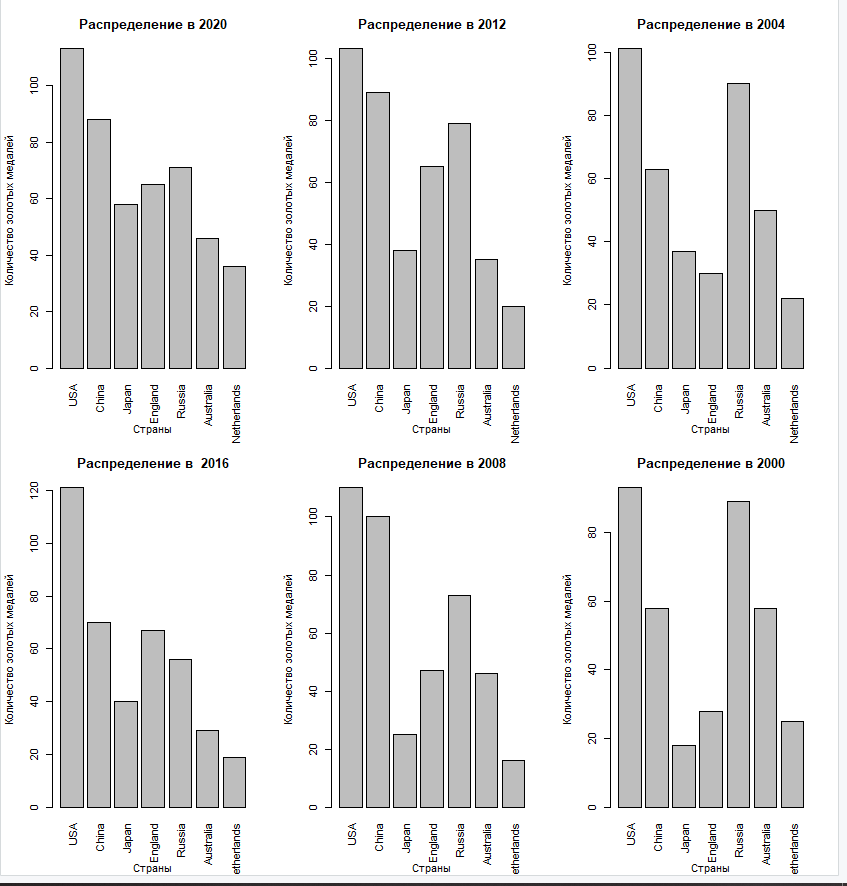 Распределение в 2020
Количество золотых медалей
0
20
40
60
80
100
USA
China
Japan
England
Russia
Australia
Netherlands
Страны
Распределение в 2012
Количество золотых медалей
0
20
40
60
80
100
USA
China
Japan
England
Russia
Australia
Netherlands
Страны
Распределение в 2004
Количество золотых медалей
0
20
40
60
80
100
USA
China
Japan
England
Russia
Australia
Netherlands
Страны
Распределение в  2016
Количество золотых медалей
0
20
40
60
80
100
120
USA
China
Japan
England
Russia
Australia
etherlands
Страны
Распределение в 2008
Количество золотых медалей
0
20
40
60
80
100
USA
China
Japan
England
Russia
Australia
etherlands
Страны
Распределение в 2000
Количество золотых медалей
0
20
40
60
80
USA
China
Japan
England
Russia
Australia
etherlands
Страны